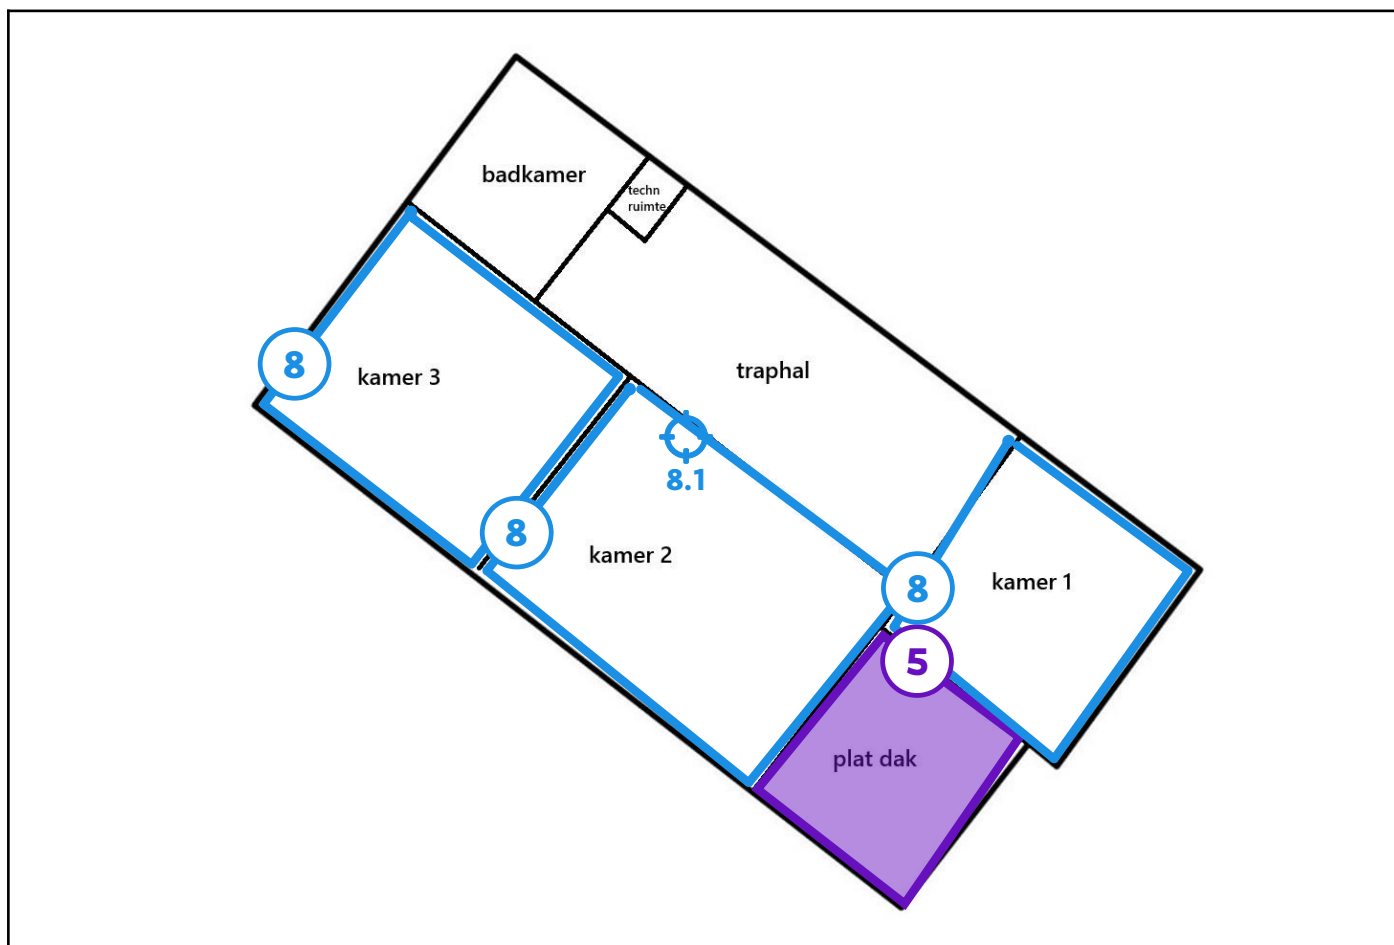 badkamer
techn
ruimte
8
kamer 3
traphal
8.1
8
kamer 2
8
kamer 1
5
plat dak